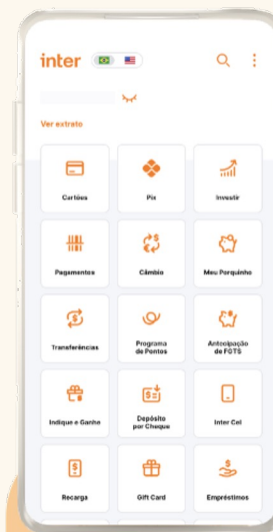 inter
Ver extrato
Cartões
Pix
Investir
Pagamentos
Câmbio
Meu Porquinho
Transferências
Programa
de Pontos
Antecipação
de FGTS
Indique e Ganhe
Depósito
por Cheque
Inter Cel
Recarga
Gift Card
Empréstimos